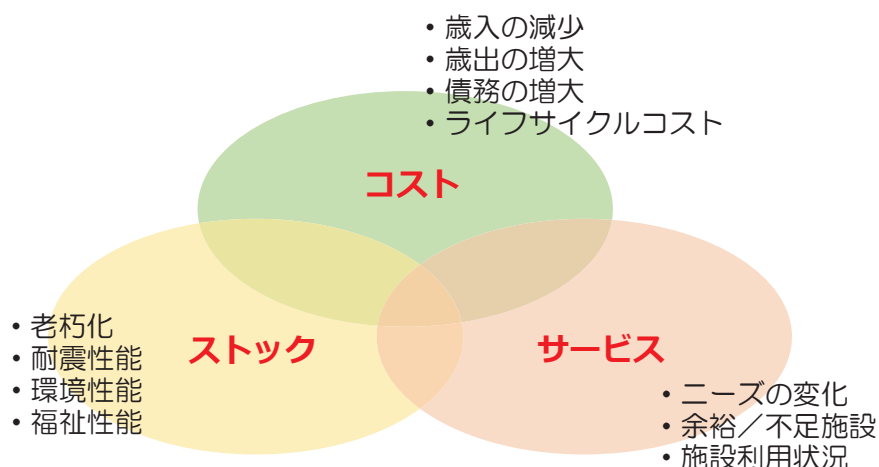 ・歳入の減少
・歳出の増大
・債務の増大
・ライフサイクルコスト
コスト
・老朽化
・耐震性能
・環境性能
・福祉性能
ストック
サービス
・ニーズの変化
・余裕／不足施設
・施設利用状況